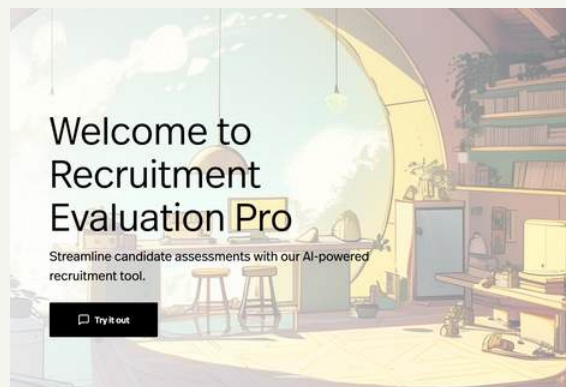 Welcome to
Recruitment
Evaluation Pro
Streamline candidate assessments with our AI-powered
recruitment tool.
Try it out